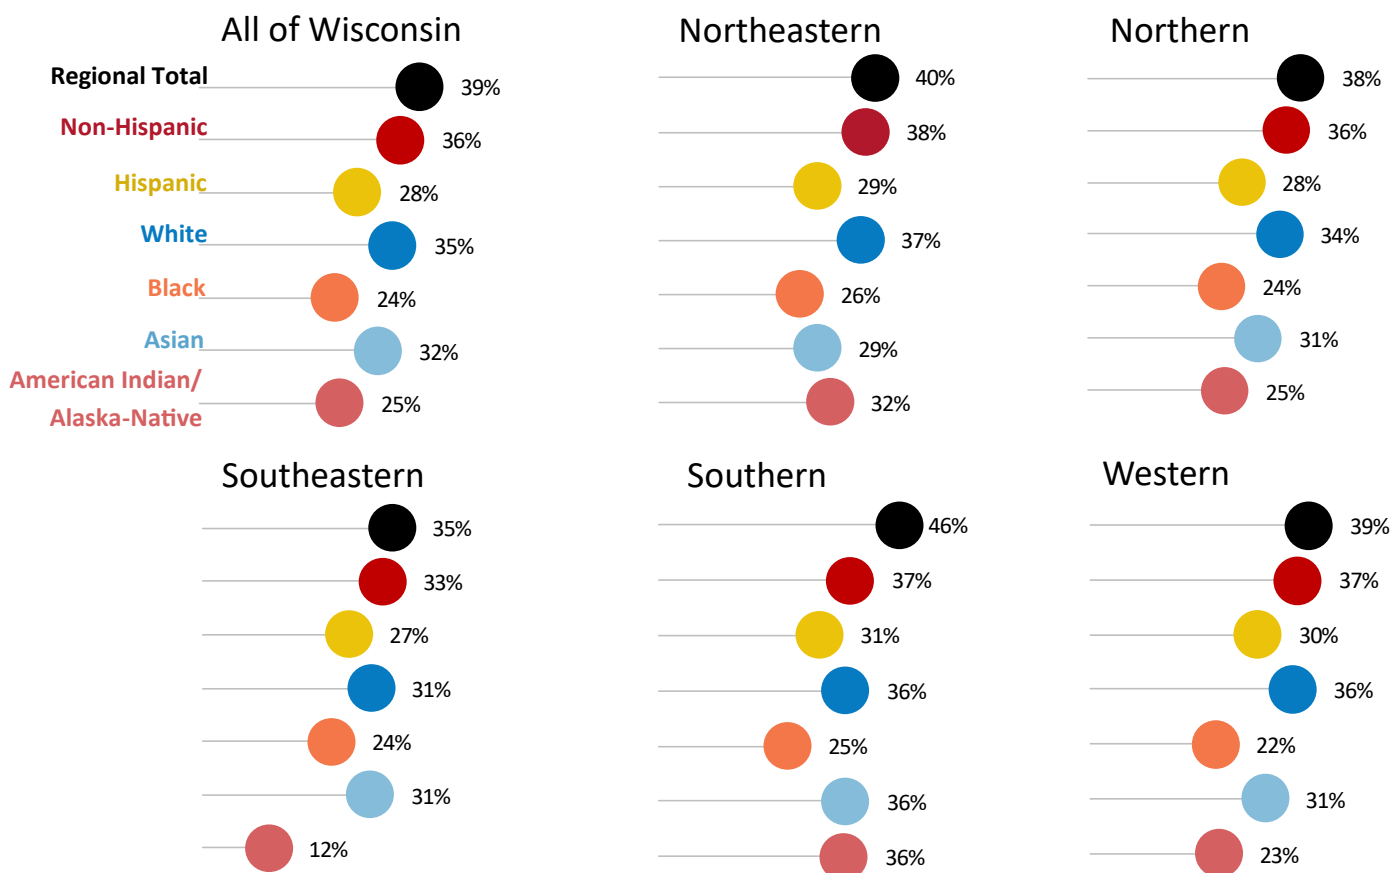 All of Wisconsin
Regional Total 39%
Non-Hispanic 36%
Hispanic 28%
White 35%
Black 24%
Asian 32%
American Indian/
Alaska-Native 25%
Northeastern
40%
38%
29%
37%
26%
29%
32%
Northern
38%
36%
28%
34%
24%
31%
25%
Southeastern
35%
33%
27%
31%
24%
31%
12%
Southern
46%
37%
31%
36%
25%
36%
36%
Western
39%
37%
30%
36%
22%
31%
23%